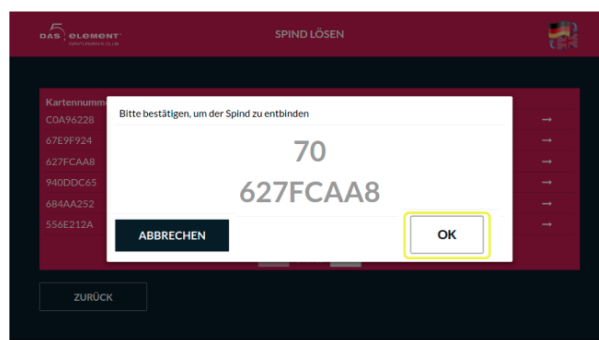 DAS 5 element
SPIND LÖSEN
Kartennumme
C0A96228
67E9F924
627FCAA8
940DDC65
684AA252
556E212A
Bitte bestätigen, um der Spind zu entbinden
70
627FCAA8
ABBRECHEN
OK
ZURÜCK